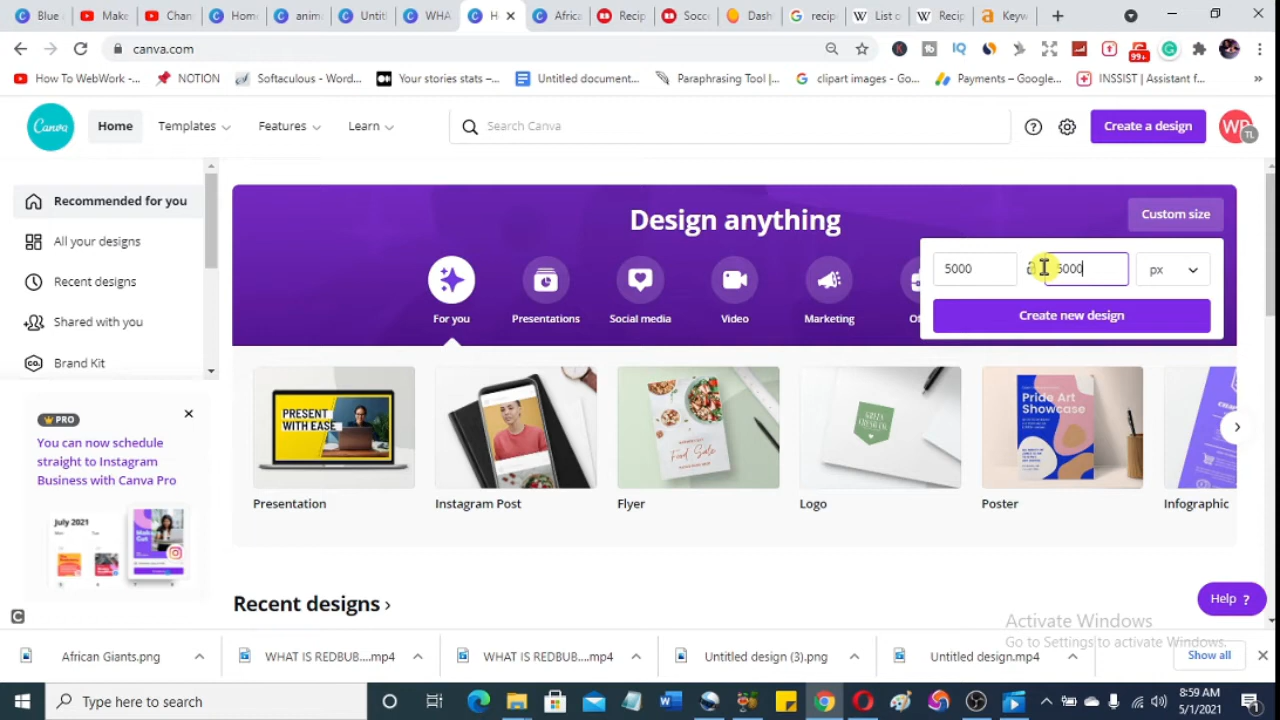 Blue
Make
Chan
Home
anim
Untit
WHA
H
Africa
Recip
Socce
Dash
recip
List o
Recip
Keyw
canva.com
99+
How To WebWork -...
NOTION
Softaculous - Word...
Your stories stats –...
Untitled document...
Paraphrasing Tool |...
clipart images - Go...
Payments – Google...
INSSIST | Assistant f...
»
Canva
Home
Templates
Features
Learn
Search Canva
Create a design
WP
TL
Recommended for you
All your designs
Recent designs
Shared with you
CO.
Brand Kit
PRO
You can now schedule
straight to Instagram
Business with Canva Pro
July 2021
Design anything
Custom size
5000
5000
px
Create new design
For you
Presentations
Social media
Video
Marketing
Of
PRESENT
WITH EASE
Food Sale
Pride Art
Showcase
Presentation
Instagram Post
Flyer
Logo
Poster
Infographic
Recent designs ›
Help ?
Activate Windows
Go to Settings to activate Windows.
African Giants.png
WHAT IS REDBUB....mp4
WHAT IS REDBUB....mp4
Untitled design (3).png
Untitled design.mp4
Show all
Type here to search
8:59 AM
5/1/2021